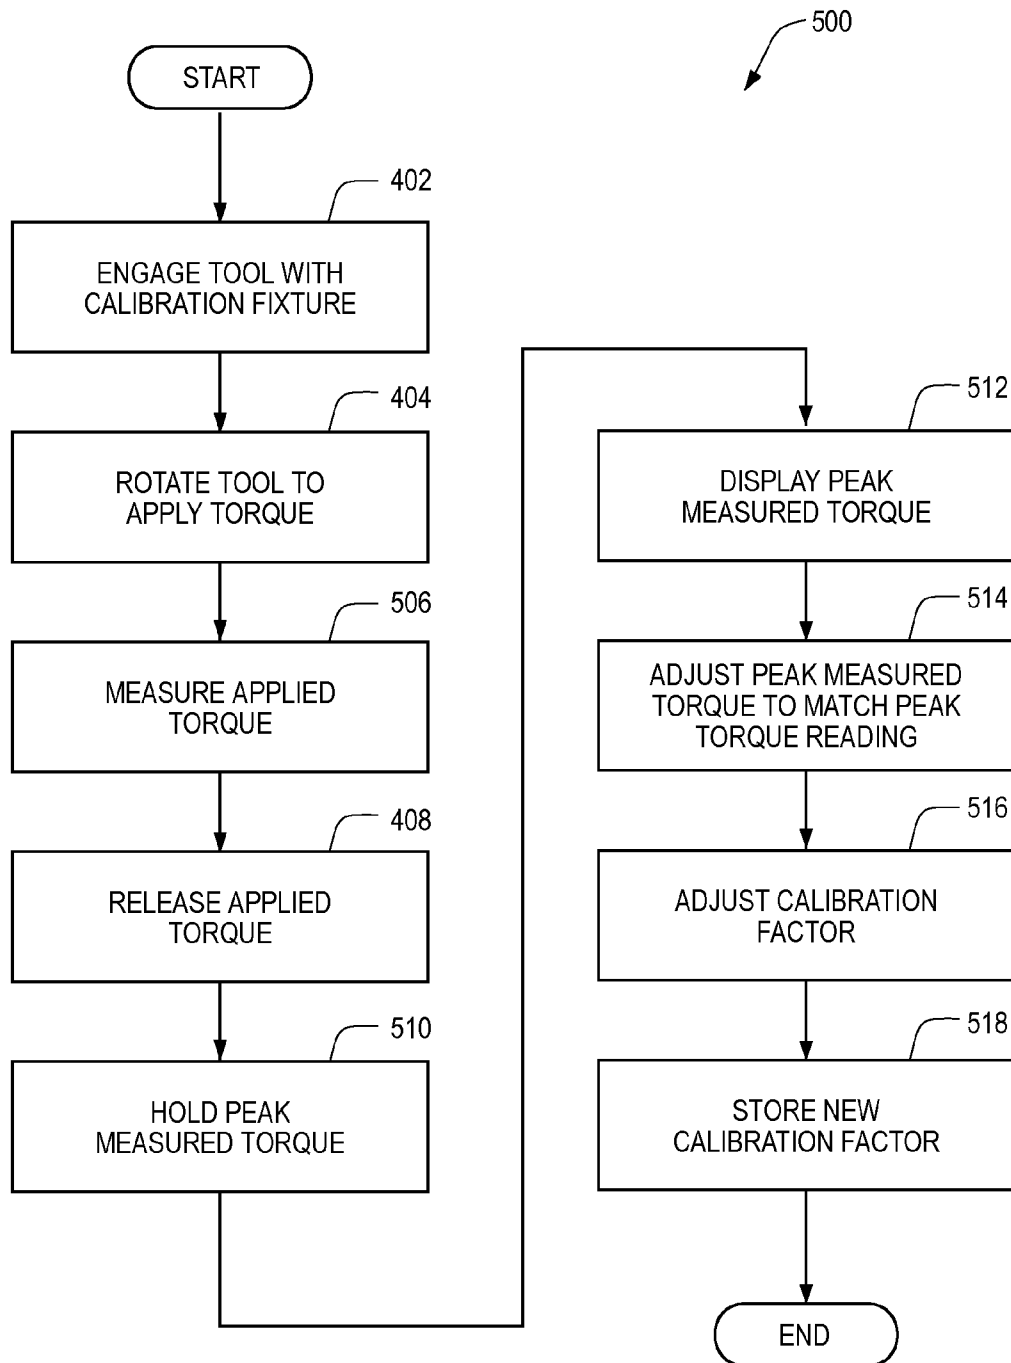 500
START
402
ENGAGE TOOL WITH
CALIBRATION FIXTURE
404
ROTATE TOOL TO
APPLY TORQUE
506
MEASURE APPLIED
TORQUE
408
RELEASE APPLIED
TORQUE
510
HOLD PEAK
MEASURED TORQUE
512
DISPLAY PEAK
MEASURED TORQUE
514
ADJUST PEAK MEASURED
TORQUE TO MATCH PEAK
TORQUE READING
516
ADJUST CALIBRATION
FACTOR
518
STORE NEW
CALIBRATION FACTOR
END